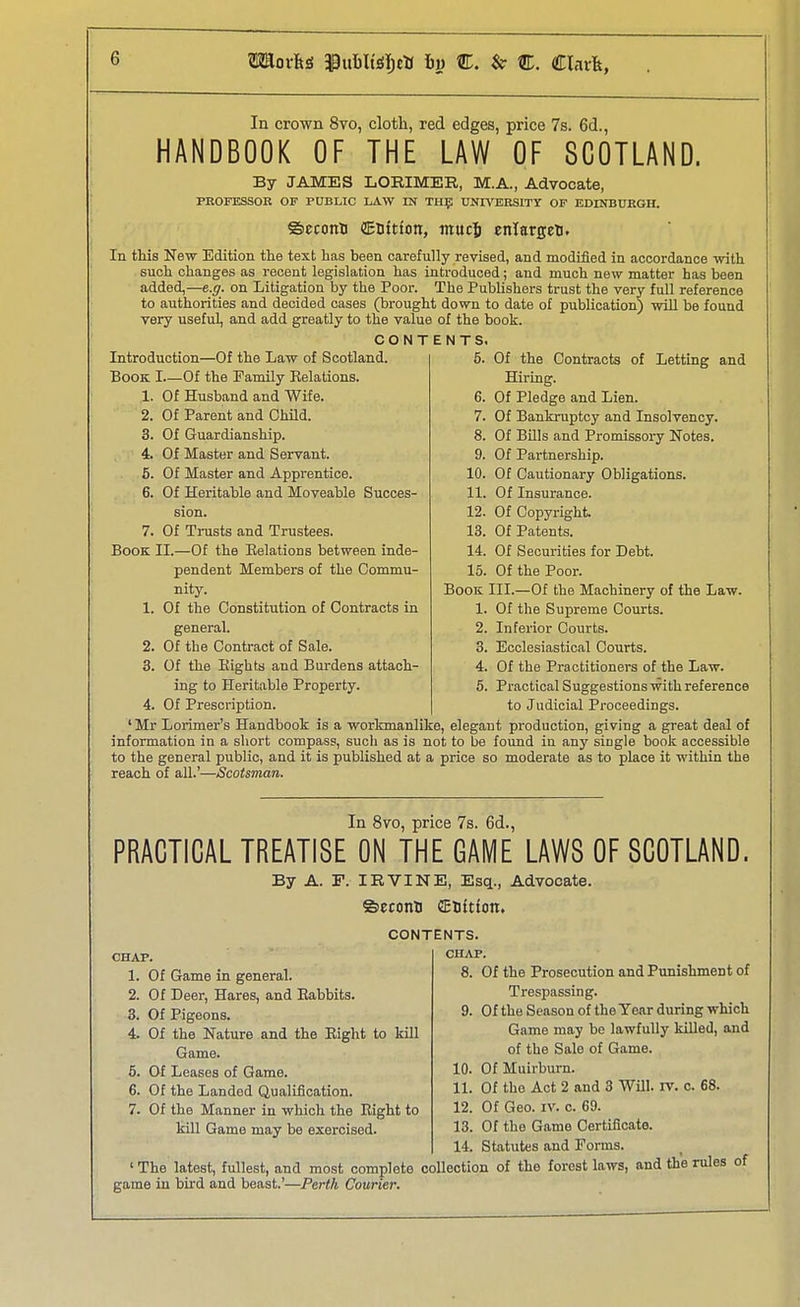 6 Works Published by T. & T. Clark,
In crown 8vo, cloth, red edges, price 7s. 6d.,
HANDBOOK OF THE LAW OF SCOTLAND.
By JAMES LORIMER, M.A., Advocate,
PROFESSOR OF PUBLIC LAW IN THE UNIVERSITY OF EDINBURGH.
Second Edition, much enlarged.
In this New Edition the text has been carefully revised, and modified in accordance with
such changes as recent legislation has introduced; and much new matter has been
added,—e.g. on Litigation by the Poor. The Publishers trust the very full reference
to authorities and decided cases (brought down to date of publication) will be found
very useful, and add greatly to the value of the book.
CONTENTS.
Introduction—Of the Law of Scotland.
Book I.—Of the Family Relations.
1. Of Husband and Wife.
2. Of Parent and Child.
3. Of Guardianship.
4. Of Master and Servant.
5. Of Master and Apprentice.
6. Of Heritable and Moveable Succes-
sion.
7. Of Trusts and Trustees.
Book II.—Of the Relations between inde-
pendent Members of the Commu-
nity.
1. Of the Constitution of Contracts in
general.
2. Of the Contract of Sale.
3. Of the Rights and Burdens attach-
ing to Heritable Property.
4. Of Prescription.
5. Of the Contracts of Letting and
Hiring.
6. Of Pledge and Lien.
7. Of Bankruptcy and Insolvency.
8. Of Bills and Promissory Notes.
9. Of Partnership.
10. Of Cautionary Obligations.
11. Of Insurance.
12. Of Copyright.
13. Of Patents.
14. Of Securities for Debt.
15. Of the Poor.
Book III.—Of the Machinery of the Law.
1. Of the Supreme Courts.
2. Inferior Courts.
3. Ecclesiastical Courts.
4. Of the Practitioners of the Law.
5. Practical Suggestions with reference
to Judicial Proceedings.
'Mr Lorimer's Handbook is a workmanlike, elegant production, giving a great deal of
information in a short compass, such as is not to be found in any single book accessible
to the general public, and it is published at a price so moderate as to place it within the
reach of all.'—Scotsman.
In 8vo, price 7s. 6d.,
PRACTICAL TREATISE ON THE GAME LAWS OF SCOTLAND.
By A. F. IRVINE, Esq., Advocate.
Second Edition.
CONTENTS.
CHAP.
1. Of Game in general.
2. Of Deer, Hares, and Rabbits.
3. Of Pigeons.
4. Of the Nature and the Right to kill
Game.
5. Of Leases of Game.
6. Of the Landed Qualification.
7. Of the Manner in which the Right to
kill Game may be exercised.
CHAP.
8. Of the Prosecution and Punishment of
Trespassing.
9. Of the Season of the Year during which
Game may be lawfully killed, and
of the Sale of Game.
10. Of Muirburn.
11. Of the Act 2 and 3 Will. IV. c. 68.
12. Of Geo. IV. c. 69.
13. Of the Game Certificate.
14. Statutes and Forms.
'The latest, fullest, and most complete collection of the forest laws, and the rules of
game in bird and beast.'—Perth Courier.